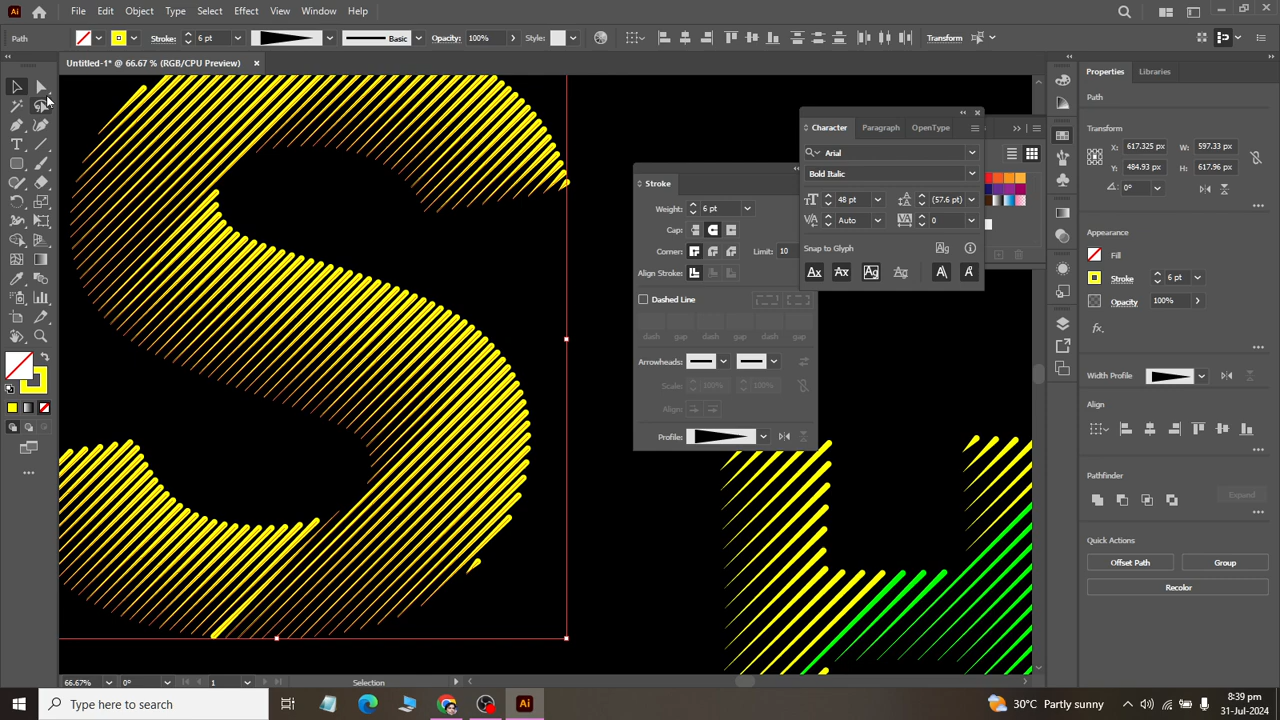 Ai File Edit Object Type Select Effect View Window Help
Path Stroke: 6 pt Basic Opacity: 100% Style: Transform
Untitled-1* @ 66.67 % (RGB/CPU Preview)
Properties Libraries
Path
Transform
X: 617.325 px W: 597.33 px
Y: 484.93 px H: 617.96 px
0°
Appearance
Fill
Stroke 6 pt
Opacity 100%
Width Profile:
Align
Pathfinder
Expand
Quick Actions
Offset Path Group
Recolor
Character Paragraph OpenType
Arial
Bold Italic
48 pt (57.6 pt)
Auto 0
Snap to Glyph
Stroke
Weight: 6 pt
Cap:
Corner: Limit: 10
Align Stroke:
Dashed Line
dash gap dash gap dash gap
Arrowheads:
Scale: 100% 100%
Align:
Profile:
S
66.67% 0° 1 Selection
Type here to search Ai 30°C Partly sunny 8:39 pm
31-Jul-2024